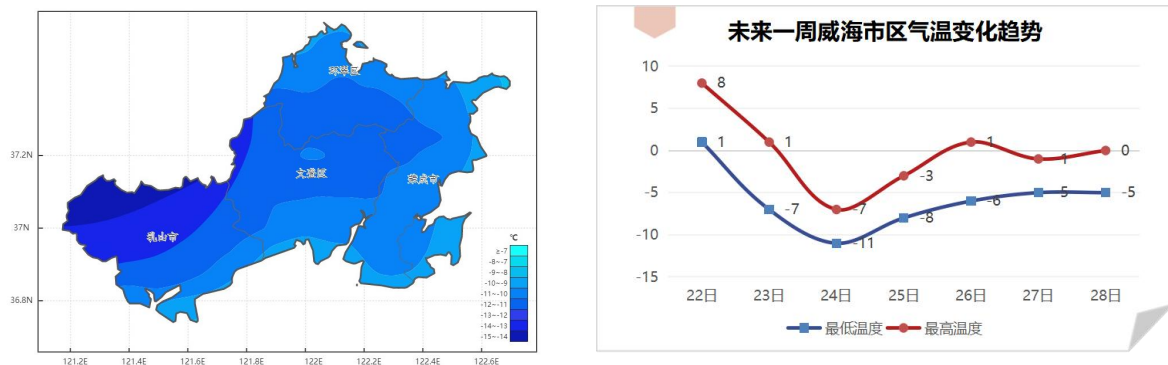 环翠区
37.2N
文登区
荣成市
37N
乳山市
36.8N
℃
≥-7
-8~-7
-9~-8
-10~-9
-11~-10
-12~-11
-13~-12
-14~-13
-15~-14
121.2E 121.4E 121.6E 121.8E 122E 122.2E 122.4E 122.6E
未来一周威海市区气温变化趋势
10
5
0
-5
-10
-15
8 1 -7 -3 1 -1 0
1 -7 -11 -8 -6 -5 -5
22日 23日 24日 25日 26日 27日 28日
最低温度 最高温度